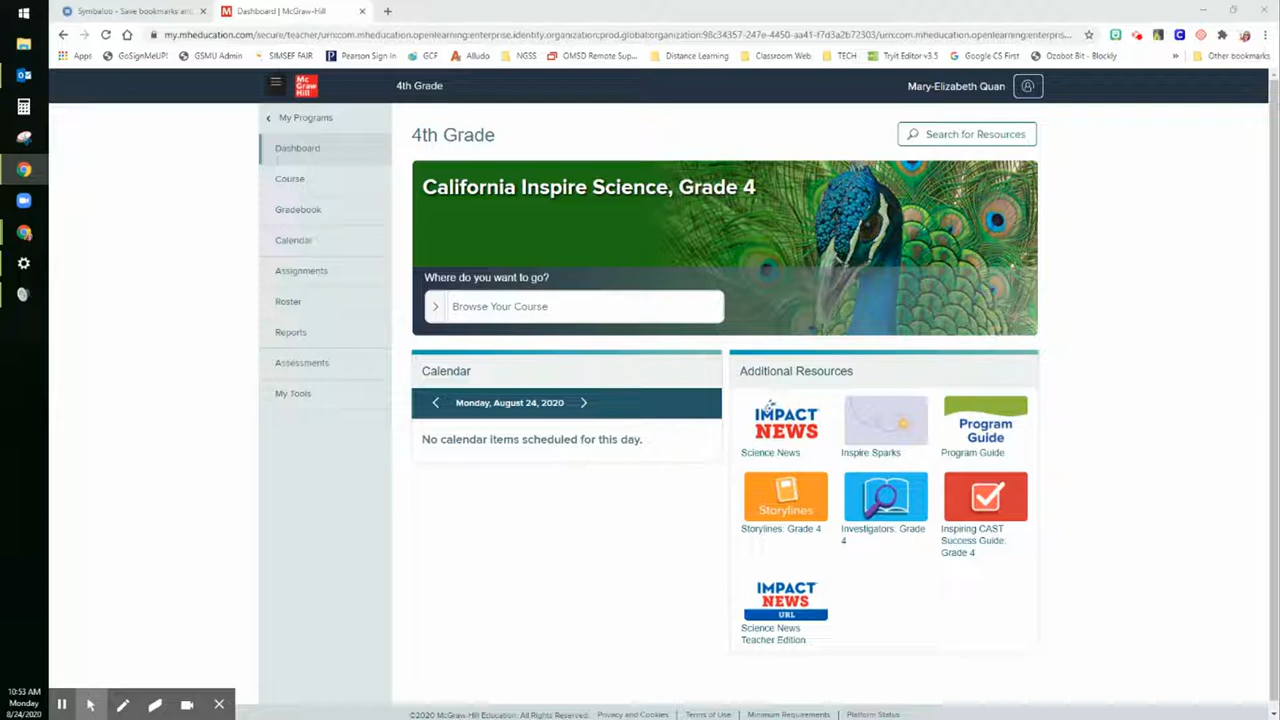 Symbaloo - Save bookmarks an
Dashboard | McGraw-Hill
my.mheducation.com/secure/teacher/urn:com.mheducation.openlearning:enterprise.identity.organization:prod.globalorganization:98c34357-247e-4450-aa41-f7d3a2b72303/urn:com.mheducation.openlearning:enterpris...
Apps
GoSignMeUP!
GSMU Admin
SIMSEF FAIR
Pearson Sign In
GCF
Alludo
NGSS
OMSD Remote Sup...
Distance Learning
Classroom Web
TECH
Tryit Editor v3.5
Google CS First
Ozobot Bit - Blockly
»
Other bookmarks
Mc
Graw
Hill
4th Grade
Mary-Elizabeth Quan
My Programs
Dashboard
Course
Gradebook
Calendar
Assignments
Roster
Reports
Assessments
My Tools
4th Grade
Search for Resources
California Inspire Science, Grade 4
Where do you want to go?
Browse Your Course
Calendar
Monday, August 24, 2020
No calendar items scheduled for this day.
Additional Resources
IMPACT
NEWS
Science News
Inspire Sparks
Program
Guide
Program Guide
Storylines
Storylines: Grade 4
Investigators: Grade
4
Inspiring CAST
Success Guide:
Grade 4
IMPACT
NEWS
URL
Science News
Teacher Edition
©2020 McGraw-Hill Education. All Rights Reserved.
Privacy and Cookies
Terms of Use
Minimum Requirements
Platform Status
10:53 AM
Monday
8/24/2020